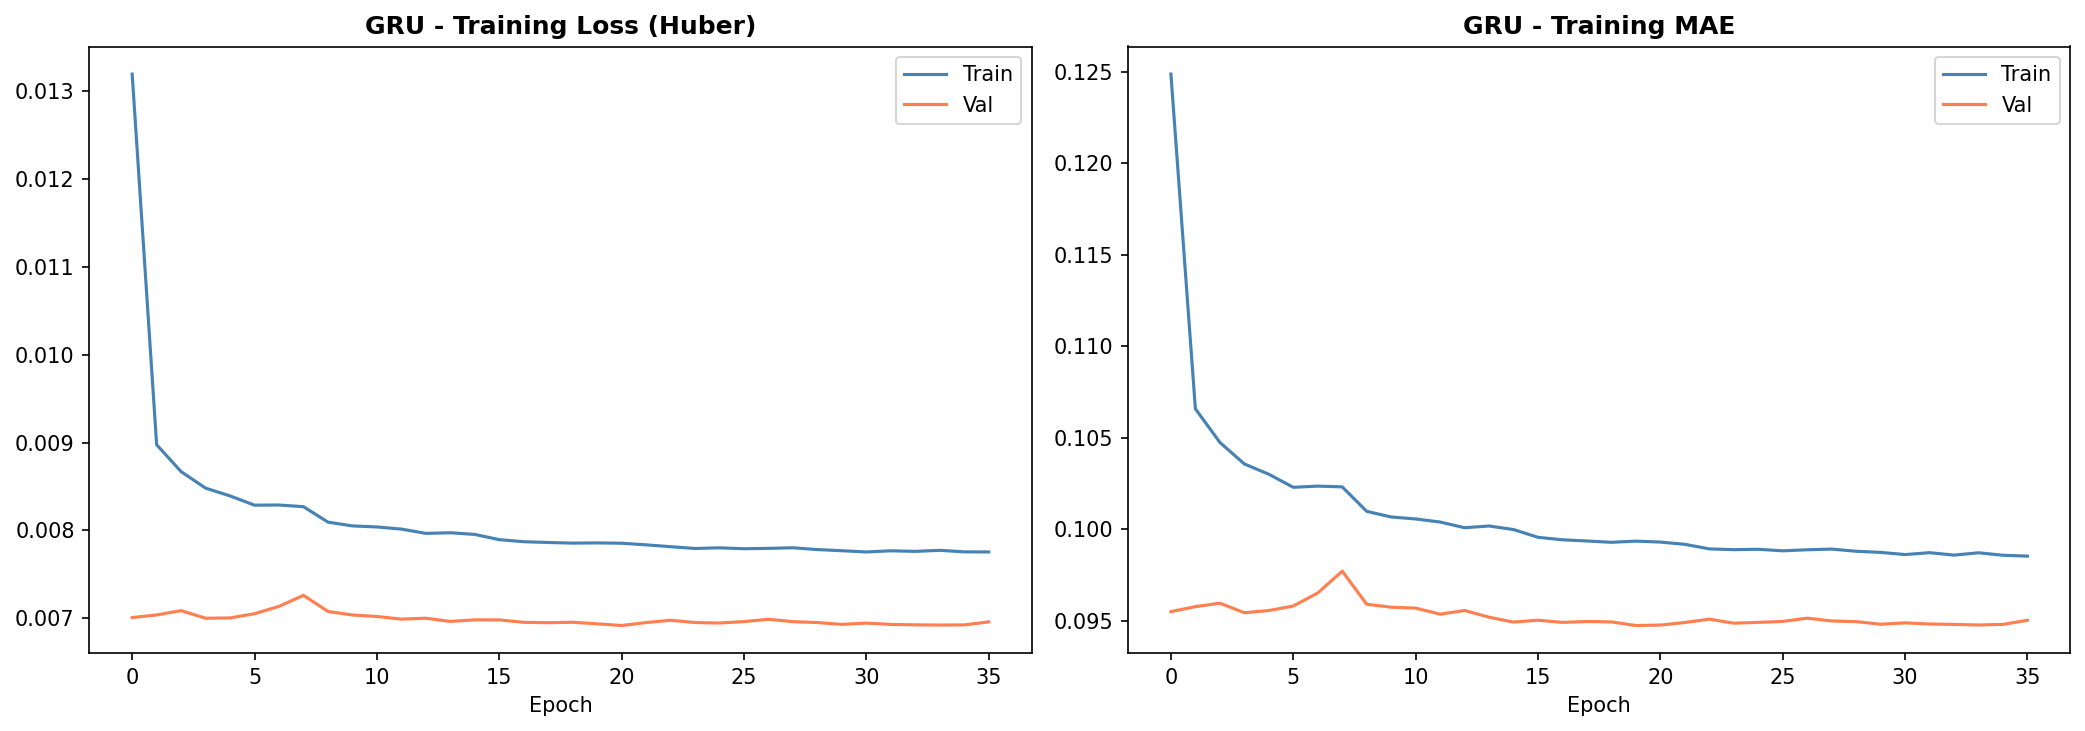 GRU - Training Loss (Huber)
Train
Val
0.013
0.012
0.011
0.010
0.009
0.008
0.007
0 5 10 15 20 25 30 35
Epoch
GRU - Training MAE
Train
Val
0.125
0.120
0.115
0.110
0.105
0.100
0.095
0 5 10 15 20 25 30 35
Epoch